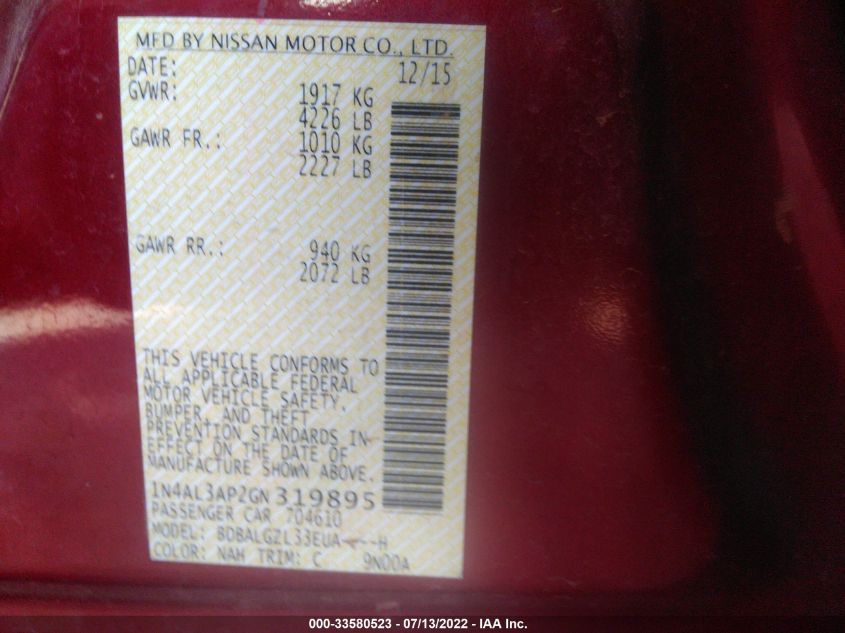 MFD BY NISSAN MOTOR CO., LTD.
DATE: 12/15
GVWR: 1917 KG
4226 LB
GAWR FR.: 1010 KG
2227 LB
GAWR RR.: 940 KG
2072 LB
THIS VEHICLE CONFORMS TO
ALL APPLICABLE FEDERAL
MOTOR VEHICLE SAFETY,
BUMPER, AND THEFT
PREVENTION STANDARDS IN
EFFECT ON THE DATE OF
MANUFACTURE SHOWN ABOVE.
1N4AL3AP2GN319895
PASSENGER CAR 704610
MODEL: BDBALGZL33EUA----H
COLOR: NAH TRIM: C 9N00A
000-33580523 - 07/13/2022 - IAA Inc.